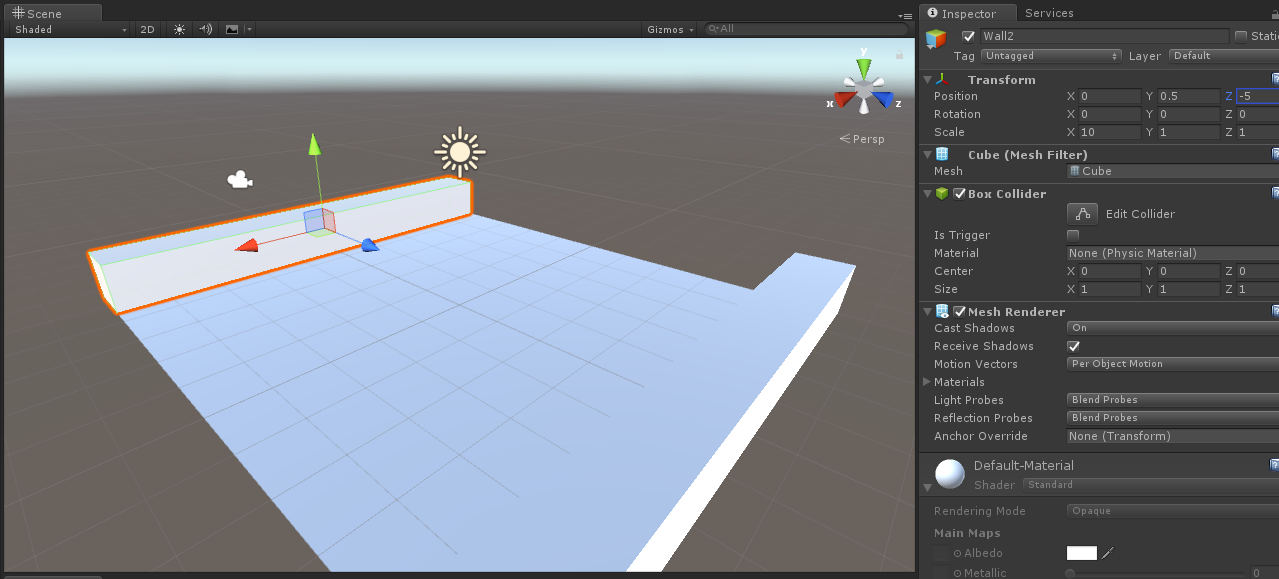 Scene
Shaded 2D Gizmos All
y
x z
Persp
Inspector Services
Wall2
Tag Untagged Layer Default
Transform
Position X 0 Y 0.5 Z -5
Rotation X 0 Y 0 Z 0
Scale X 10 Y 1 Z 1
Cube (Mesh Filter)
Mesh Cube
Box Collider
Edit Collider
Is Trigger
Material None (Physic Material)
Center X 0 Y 0 Z 0
Size X 1 Y 1 Z 1
Mesh Renderer
Cast Shadows On
Receive Shadows
Motion Vectors Per Object Motion
Materials
Light Probes Blend Probes
Reflection Probes Blend Probes
Anchor Override None (Transform)
Default-Material
Shader Standard
Rendering Mode Opaque
Main Maps
Albedo
Metallic 0